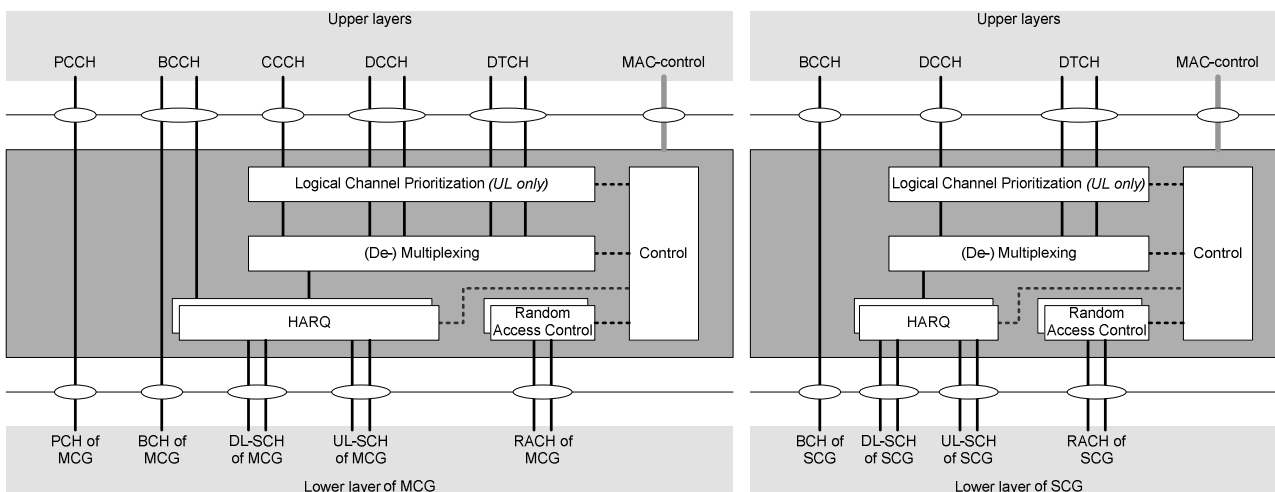 Upper layers
PCCH BCCH CCCH DCCH DTCH MAC-control
Logical Channel Prioritization (UL only)
(De-) Multiplexing
Control
HARQ
Random
Access Control
PCH of
MCG
BCH of
MCG
DL-SCH
of MCG
UL-SCH
of MCG
RACH of
MCG
Lower layer of MCG
Upper layers
BCCH DCCH DTCH MAC-control
Logical Channel Prioritization (UL only)
(De-) Multiplexing
Control
HARQ
Random
Access Control
BCH of
SCG
DL-SCH
of SCG
UL-SCH
of SCG
RACH of
SCG
Lower layer of SCG